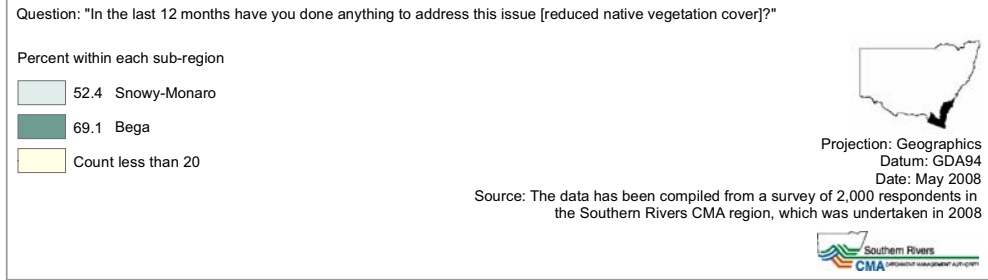 Question: "In the last 12 months have you done anything to address this issue [reduced native vegetation cover]?"
Percent within each sub-region
52.4 Snowy-Monaro
69.1 Bega
Count less than 20
Projection: Geographics
Datum: GDA94
Date: May 2008
Source: The data has been compiled from a survey of 2,000 respondents in
the Southern Rivers CMA region, which was undertaken in 2008
Southern Rivers
CMA CATCHMENT MANAGEMENT AUTHORITY